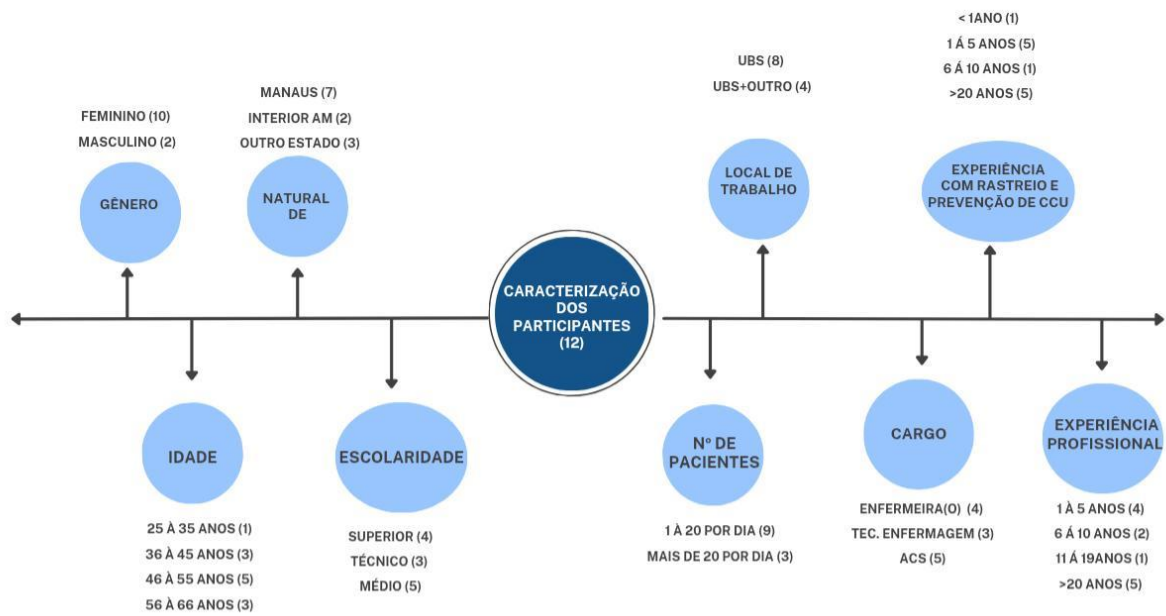 FEMININO (10)
MASCULINO (2)
GÊNERO
MANAUS (7)
INTERIOR AM (2)
OUTRO ESTADO (3)
NATURAL
DE
UBS (8)
UBS+OUTRO (4)
LOCAL DE
TRABALHO
< 1ANO (1)
1 Á 5 ANOS (5)
6 Á 10 ANOS (1)
>20 ANOS (5)
EXPERIÊNCIA
COM RASTREIO E
PREVENÇÃO DE CCU
CARACTERIZAÇÃO
DOS
PARTICIPANTES
(12)
IDADE
25 À 35 ANOS (1)
36 À 45 ANOS (3)
46 À 55 ANOS (5)
56 À 66 ANOS (3)
ESCOLARIDADE
SUPERIOR (4)
TÉCNICO (3)
MÉDIO (5)
Nº DE
PACIENTES
1 À 20 POR DIA (9)
MAIS DE 20 POR DIA (3)
CARGO
ENFERMEIRA(O) (4)
TEC. ENFERMAGEM (3)
ACS (5)
EXPERIÊNCIA
PROFISSIONAL
1 À 5 ANOS (4)
6 À 10 ANOS (2)
11 Á 19ANOS (1)
>20 ANOS (5)